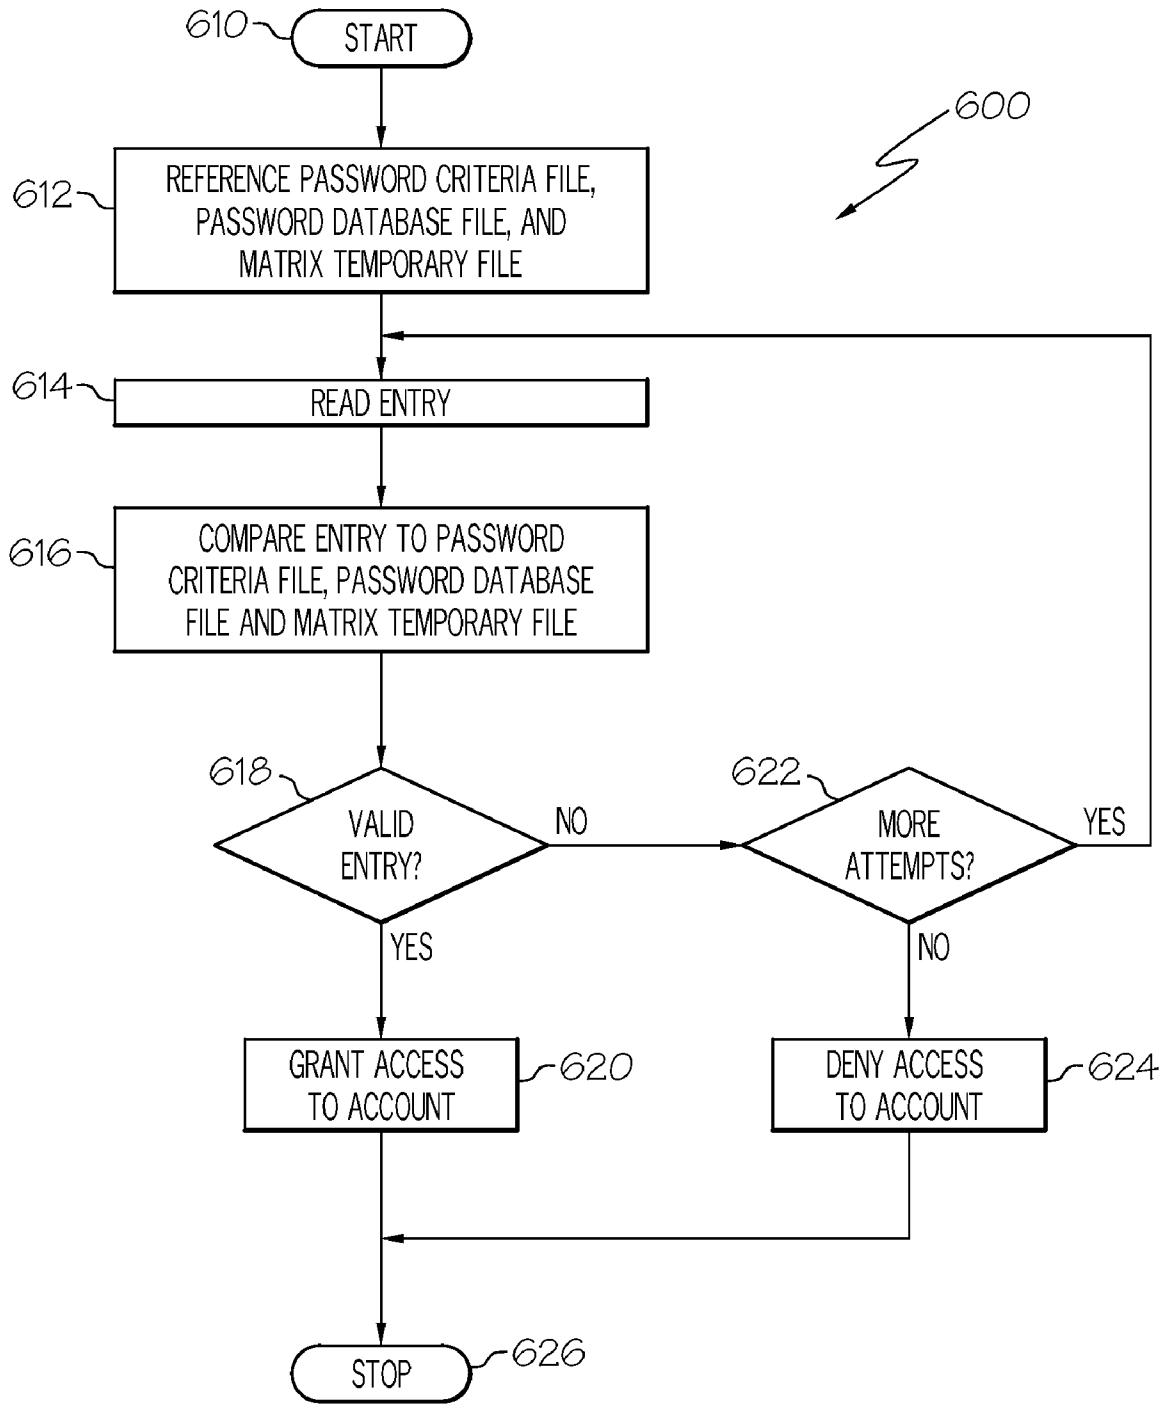 610
START
600
612
REFERENCE PASSWORD CRITERIA FILE,
PASSWORD DATABASE FILE, AND
MATRIX TEMPORARY FILE
614
READ ENTRY
616
COMPARE ENTRY TO PASSWORD
CRITERIA FILE, PASSWORD DATABASE
FILE AND MATRIX TEMPORARY FILE
618
VALID
ENTRY?
NO
YES
622
MORE
ATTEMPTS?
YES
NO
GRANT ACCESS
TO ACCOUNT
620
DENY ACCESS
TO ACCOUNT
624
STOP
626